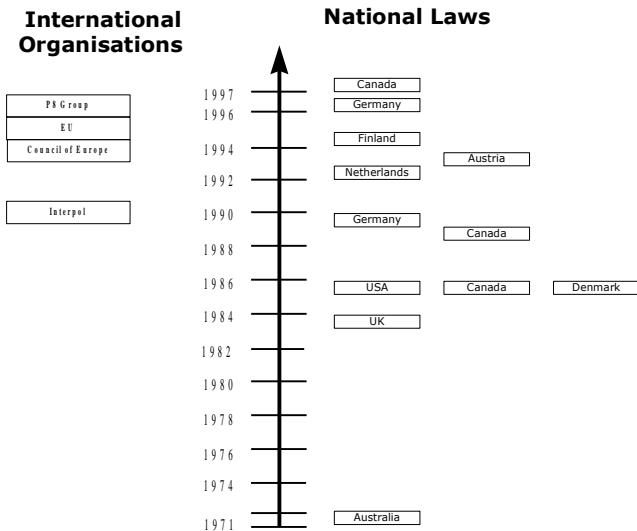 International
Organisations
National Laws
Canada
1997
P8 Group
Germany
1996
EU
Finland
1994
Council of Europe
Austria
Netherlands
1992
Interpol
1990
Germany
Canada
1988
1986
USA
Canada
Denmark
1984
UK
1982
1980
1978
1976
1974
Australia
1971